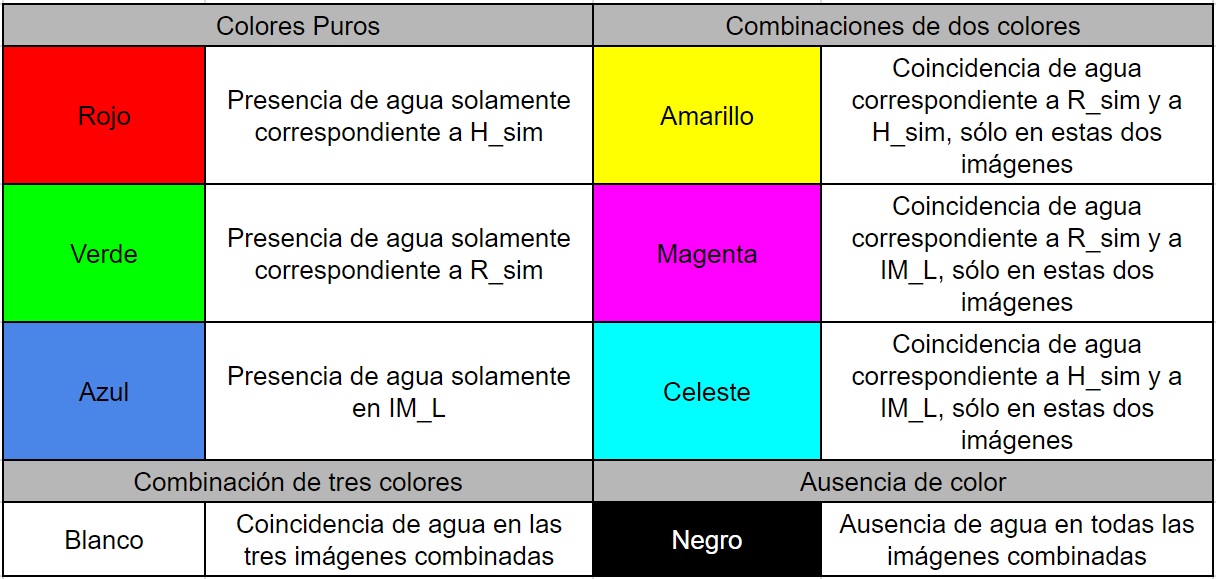 Colores Puros
Combinaciones de dos colores
Rojo
Presencia de agua solamente
correspondiente a H_sim
Amarillo
Coincidencia de agua
correspondiente a R_sim y a
H_sim, sólo en estas dos
imágenes
Verde
Presencia de agua solamente
correspondiente a R_sim
Magenta
Coincidencia de agua
correspondiente a R_sim y a
IM_L, sólo en estas dos
imágenes
Azul
Presencia de agua solamente
en IM_L
Celeste
Coincidencia de agua
correspondiente a H_sim y a
IM_L, sólo en estas dos
imágenes
Combinación de tres colores
Ausencia de color
Blanco
Coincidencia de agua en las
tres imágenes combinadas
Negro
Ausencia de agua en todas las
imágenes combinadas